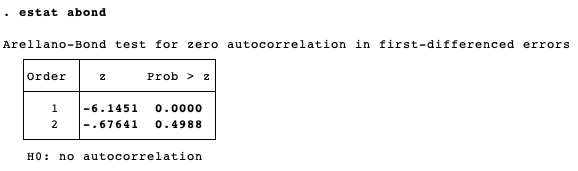 . estat abond
Arellano-Bond test for zero autocorrelation in first-differenced errors
Order z Prob > z
1 -6.1451 0.0000
2 -.67641 0.4988
H0: no autocorrelation